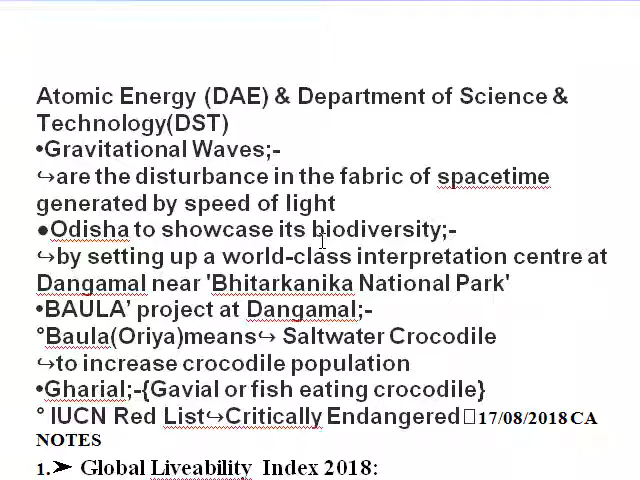 Atomic Energy (DAE) & Department of Science &
Technology(DST)
•Gravitational Waves;-
↪are the disturbance in the fabric of spacetime
generated by speed of light
●Odisha to showcase its biodiversity;-
↪by setting up a world-class interpretation centre at
Dangamal near 'Bhitarkanika National Park'
•BAULA’ project at Dangamal;-
°Baula(Oriya)means↪ Saltwater Crocodile
↪to increase crocodile population
•Gharial;-{Gavial or fish eating crocodile}
° IUCN Red List↪Critically Endangered□17/08/2018 CA
NOTES
1.➤ Global Liveability Index 2018: